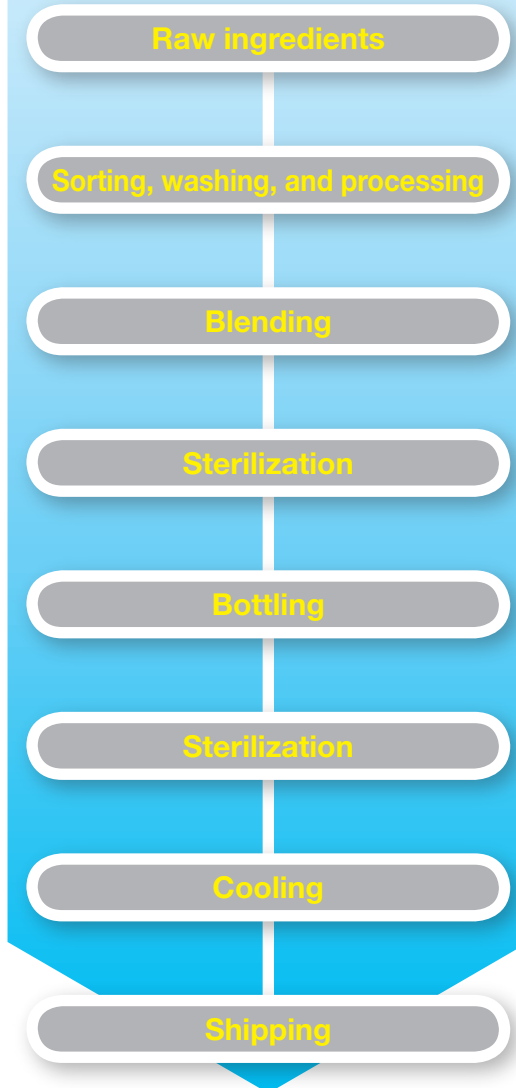 Raw ingredients
Sorting, washing, and processing
Blending
Sterilization
Bottling
Sterilization
Cooling
Shipping